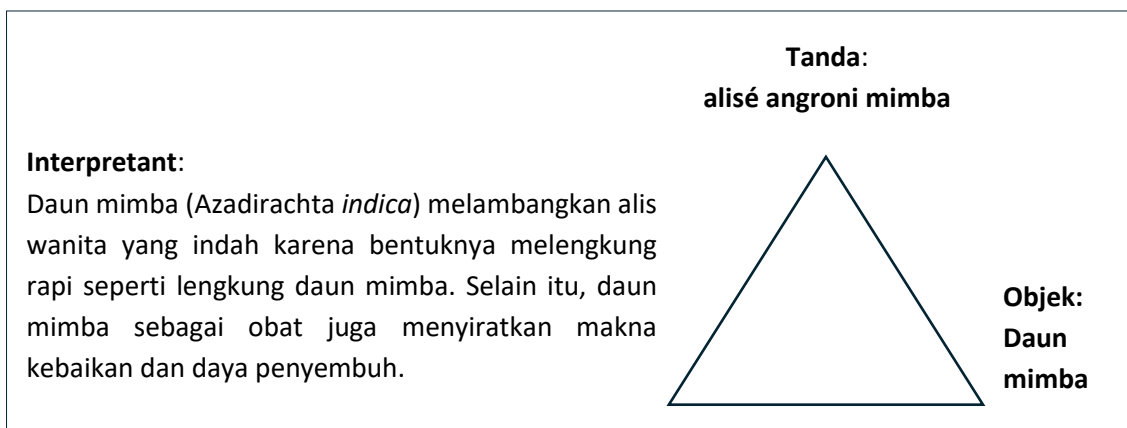 Tanda:
alisé angroni mimba
Interpretant:
Daun mimba (Azadirachta indica) melambangkan alis
wanita yang indah karena bentuknya melengkung
rapi seperti lengkung daun mimba. Selain itu, daun
mimba sebagai obat juga menyiratkan makna
kebaikan dan daya penyembuh.
Objek:
Daun
mimba